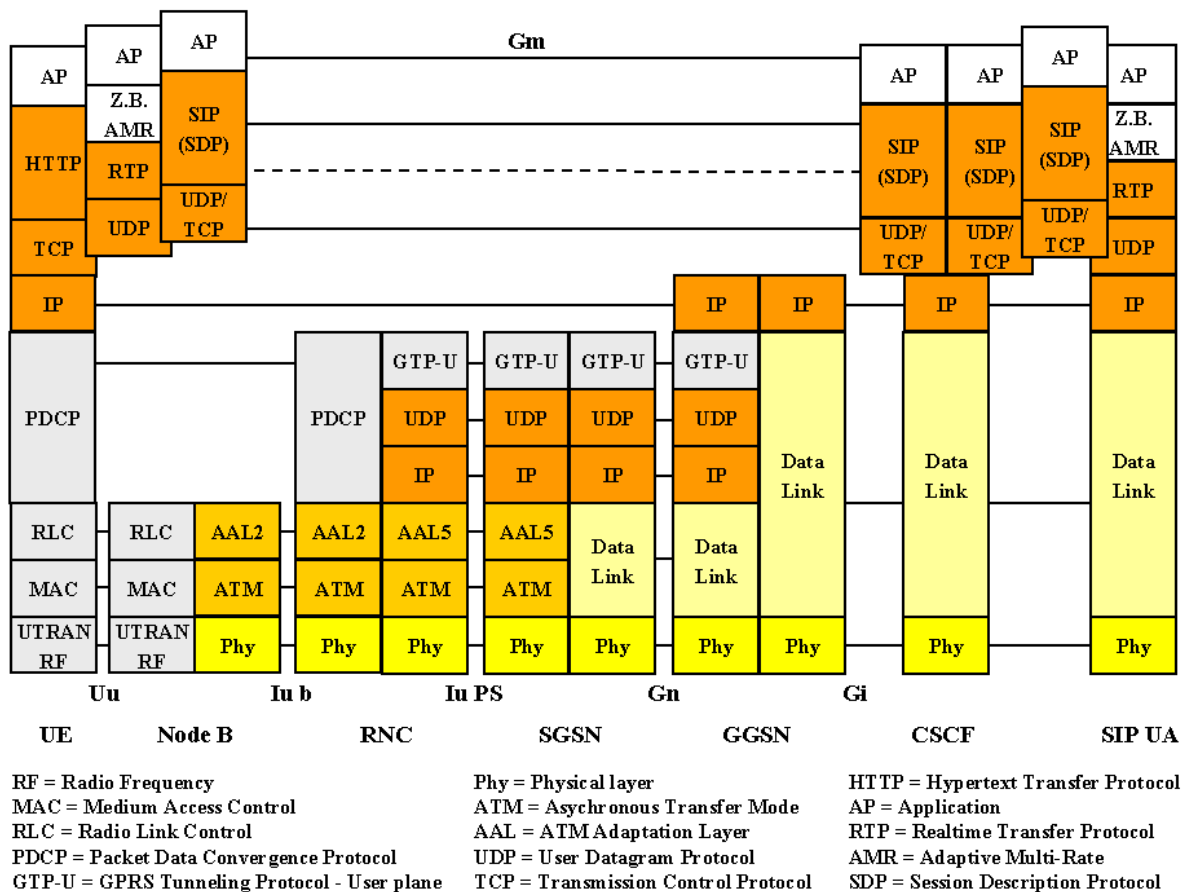 AP
AP
AP
Gm
AP
AP
AP
AP
HTTP
Z.B.
AMR
SIP
(SDP)
SIP
(SDP)
SIP
(SDP)
SIP
(SDP)
Z.B.
AMR
RTP
RTP
TCP
UDP
UDP/
TCP
UDP/
TCP
UDP/
TCP
UDP/
TCP
UDP
IP
IP
IP
IP
IP
PDCP
PDCP
GTP-U
GTP-U
GTP-U
GTP-U
UDP
UDP
UDP
UDP
IP
IP
IP
IP
Data
Link
Data
Link
Data
Link
RLC
RLC
AAL2
AAL2
AAL5
AAL5
Data
Link
Data
Link
MAC
MAC
ATM
ATM
ATM
ATM
UTRAN
RF
UTRAN
RF
Phy
Phy
Phy
Phy
Phy
Phy
Phy
Phy
Phy
Uu
Iu b
Iu PS
Gn
Gi
UE
Node B
RNC
SGSN
GGSN
CSCF
SIP UA
RF = Radio Frequency
MAC = Medium Access Control
RLC = Radio Link Control
PDCP = Packet Data Convergence Protocol
GTP-U = GPRS Tunneling Protocol - User plane
Phy = Physical layer
ATM = Asychronous Transfer Mode
AAL = ATM Adaptation Layer
UDP = User Datagram Protocol
TCP = Transmission Control Protocol
HTTP = Hypertext Transfer Protocol
AP = Application
RTP = Realtime Transfer Protocol
AMR = Adaptive Multi-Rate
SDP = Session Description Protocol